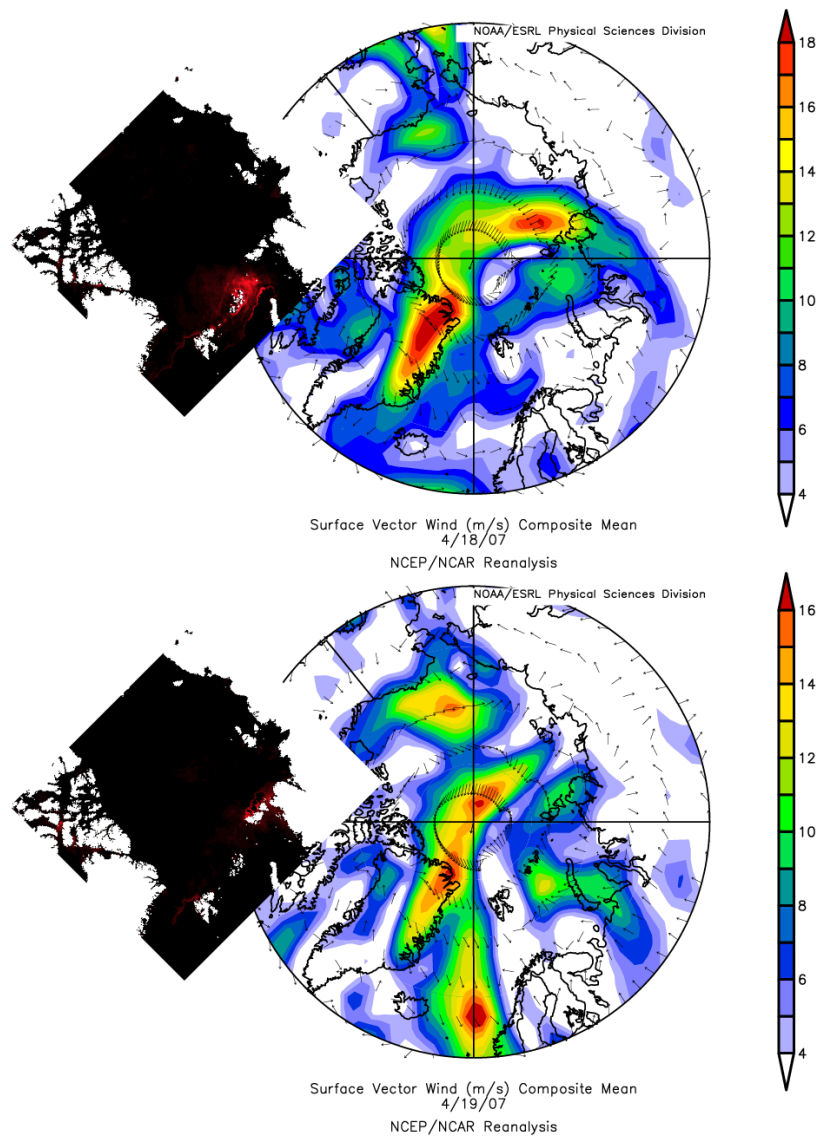 NOAA/ESRL Physical Sciences Division
18
16
14
12
10
8
6
4
Surface Vector Wind (m/s) Composite Mean
4/18/07
NCEP/NCAR Reanalysis
NOAA/ESRL Physical Sciences Division
16
14
12
10
8
6
4
Surface Vector Wind (m/s) Composite Mean
4/19/07
NCEP/NCAR Reanalysis